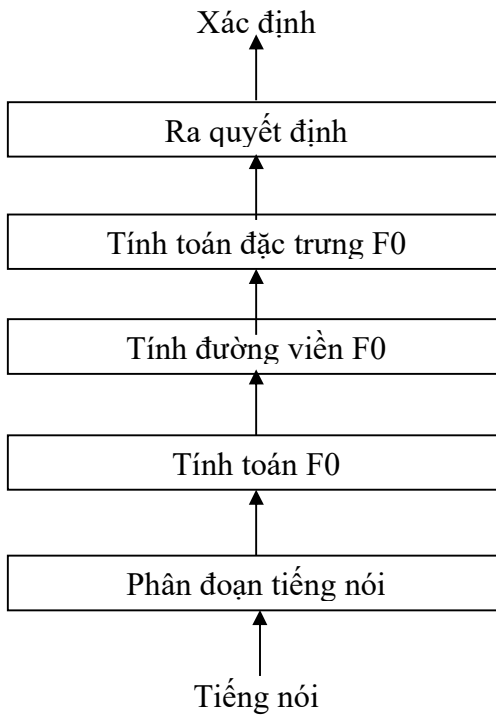 Xác định
Ra quyết định
Tính toán đặc trưng F0
Tính đường viền F0
Tính toán F0
Phân đoạn tiếng nói
Tiếng nói